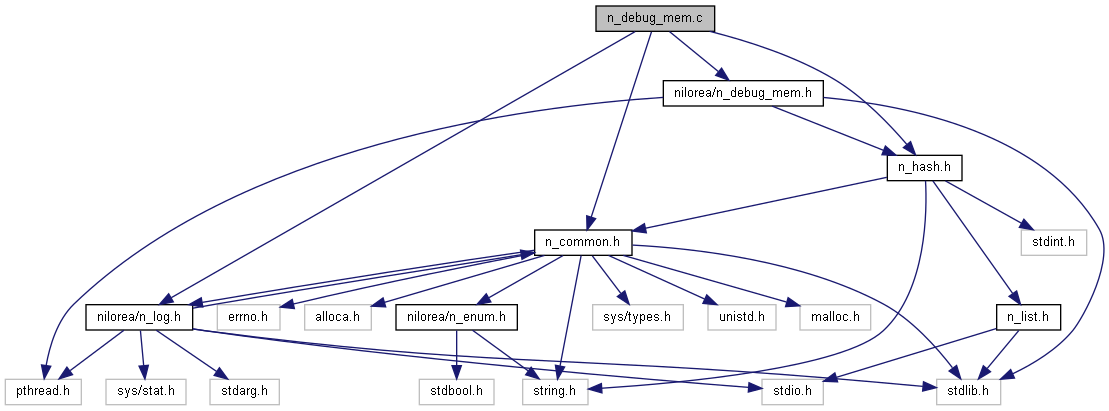 n_debug_mem.c
nilorea/n_debug_mem.h
n_hash.h
n_common.h
stdint.h
nilorea/n_log.h
errno.h
alloca.h
nilorea/n_enum.h
sys/types.h
unistd.h
malloc.h
n_list.h
pthread.h
sys/stat.h
stdarg.h
stdbool.h
string.h
stdio.h
stdlib.h